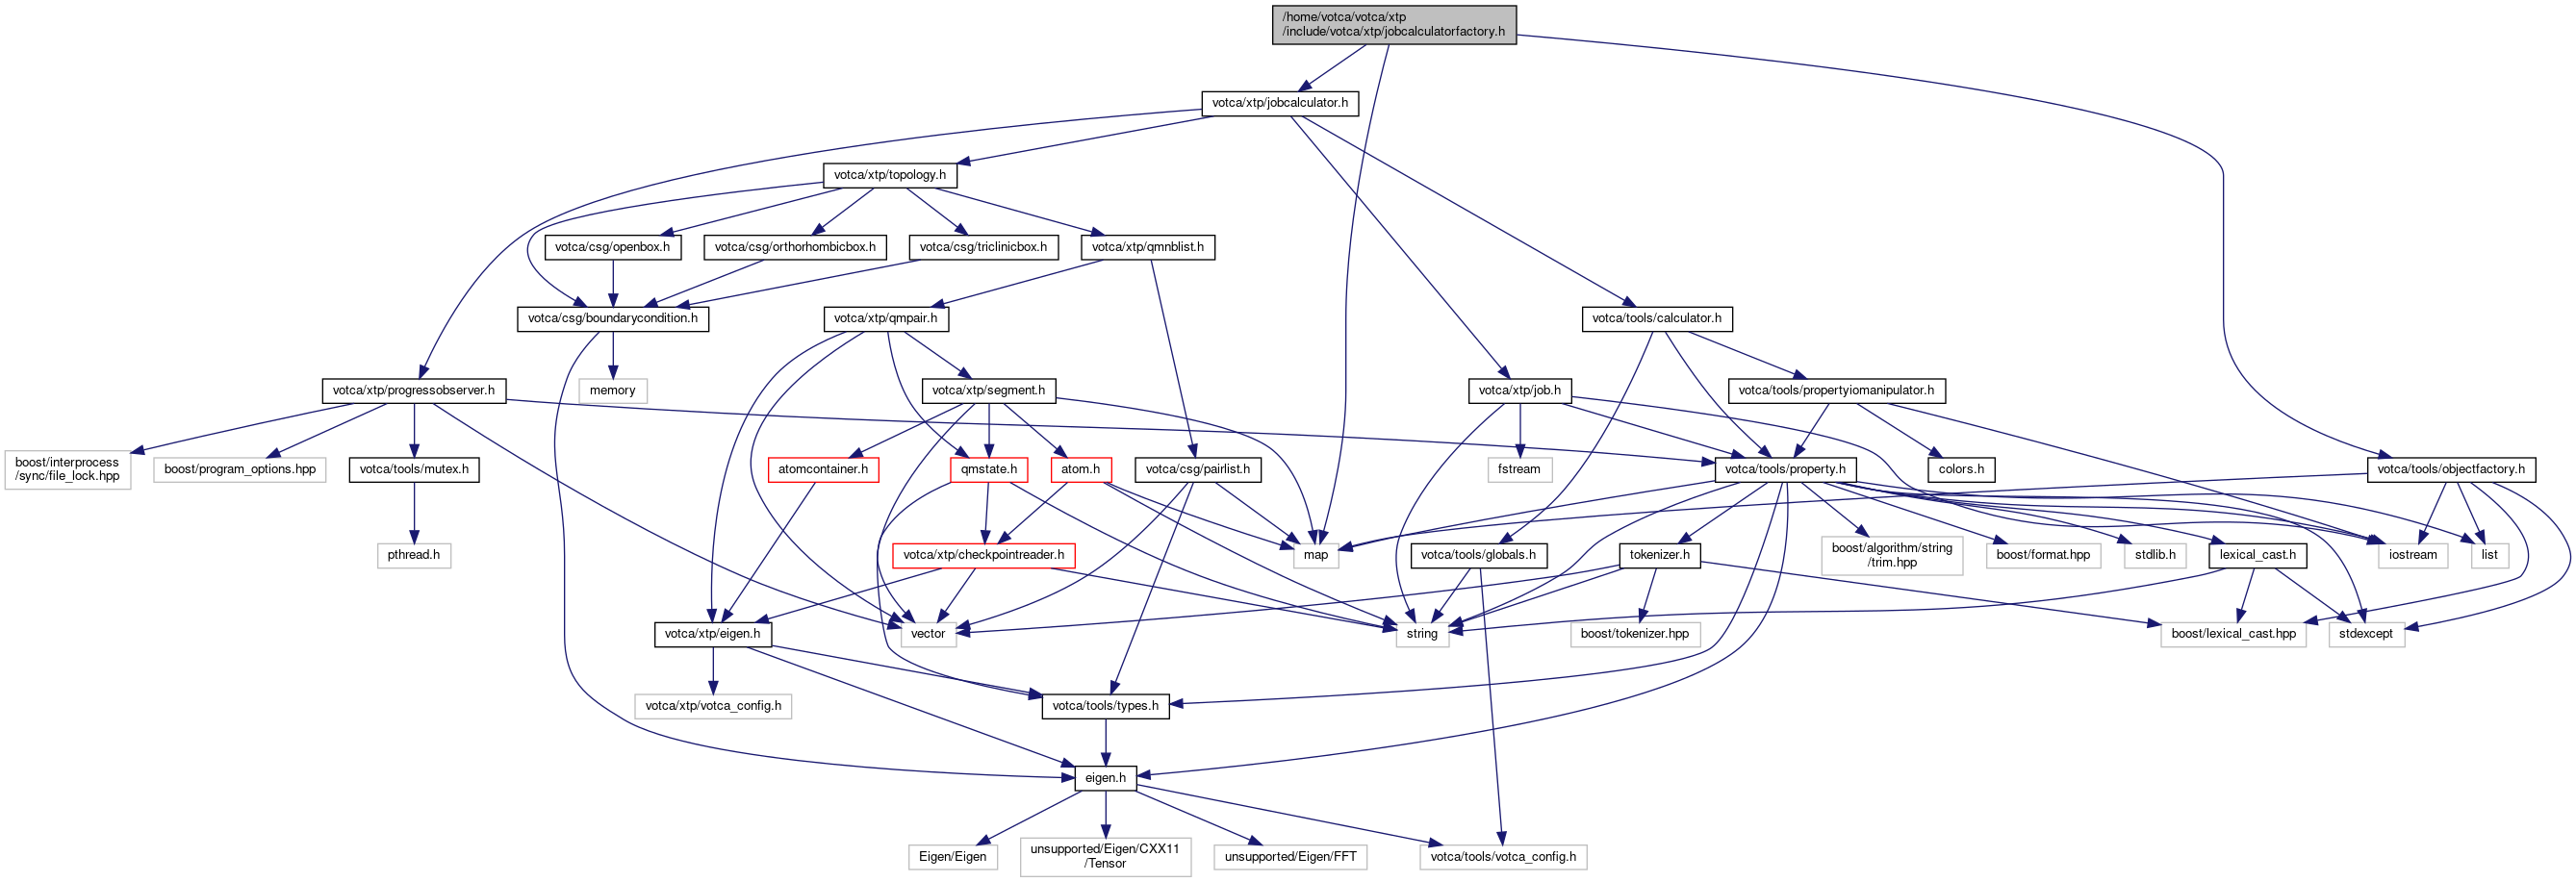 /home/votca/votca/xtp
/include/votca/xtp/jobcalculatorfactory.h
votca/xtp/jobcalculator.h
votca/xtp/topology.h
votca/csg/openbox.h
votca/csg/orthorhombicbox.h
votca/csg/triclinicbox.h
votca/xtp/qmnblist.h
votca/csg/boundarycondition.h
votca/xtp/qmpair.h
votca/tools/calculator.h
votca/xtp/progressobserver.h
memory
votca/xtp/segment.h
votca/xtp/job.h
votca/tools/propertyiomanipulator.h
boost/interprocess
/sync/file_lock.hpp
boost/program_options.hpp
votca/tools/mutex.h
atomcontainer.h
qmstate.h
atom.h
votca/csg/pairlist.h
fstream
votca/tools/property.h
colors.h
votca/tools/objectfactory.h
pthread.h
votca/xtp/checkpointreader.h
map
votca/tools/globals.h
tokenizer.h
boost/algorithm/string
/trim.hpp
boost/format.hpp
stdlib.h
lexical_cast.h
iostream
list
votca/xtp/eigen.h
vector
string
boost/tokenizer.hpp
boost/lexical_cast.hpp
stdexcept
votca/xtp/votca_config.h
votca/tools/types.h
eigen.h
Eigen/Eigen
unsupported/Eigen/CXX11
/Tensor
unsupported/Eigen/FFT
votca/tools/votca_config.h